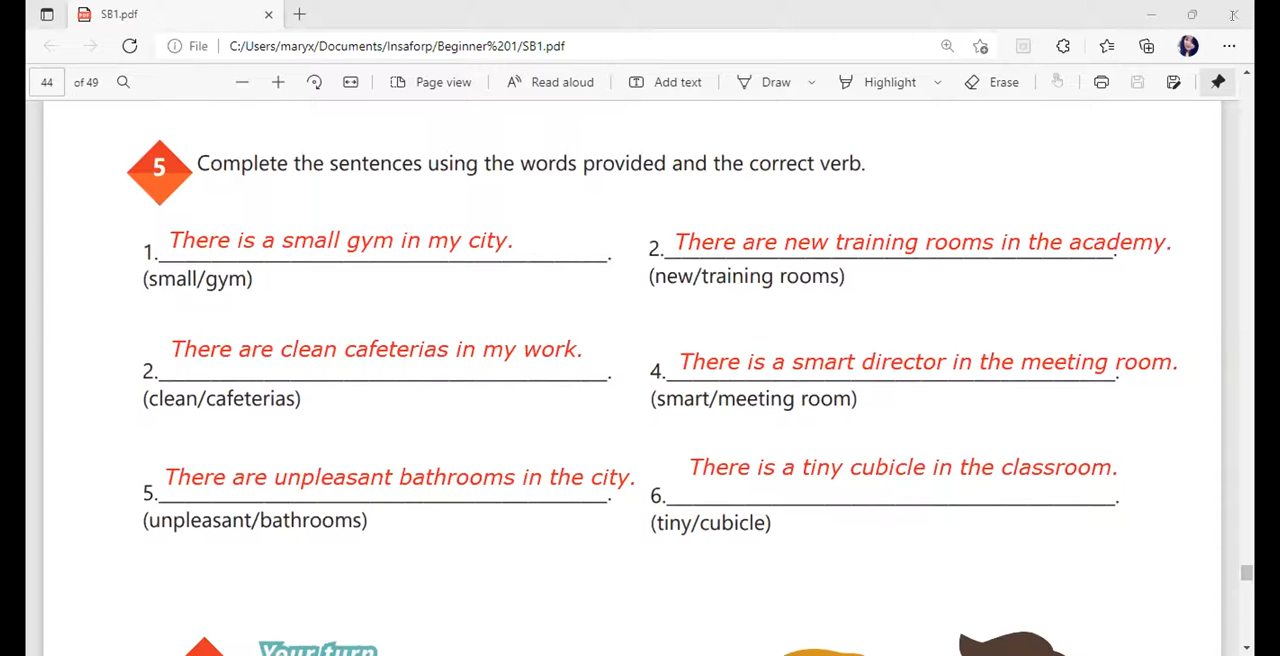 SB1.pdf
File C:/Users/maryx/Documents/Insaforp/Beginner%201/SB1.pdf
44 of 49 Page view Read aloud Add text Draw Highlight Erase
5 Complete the sentences using the words provided and the correct verb.
1. There is a small gym in my city. .
(small/gym)
2. There are new training rooms in the academy. .
(new/training rooms)
2. There are clean cafeterias in my work. .
(clean/cafeterias)
4. There is a smart director in the meeting room. .
(smart/meeting room)
5. There are unpleasant bathrooms in the city. .
(unpleasant/bathrooms)
6. There is a tiny cubicle in the classroom. .
(tiny/cubicle)
Your turn